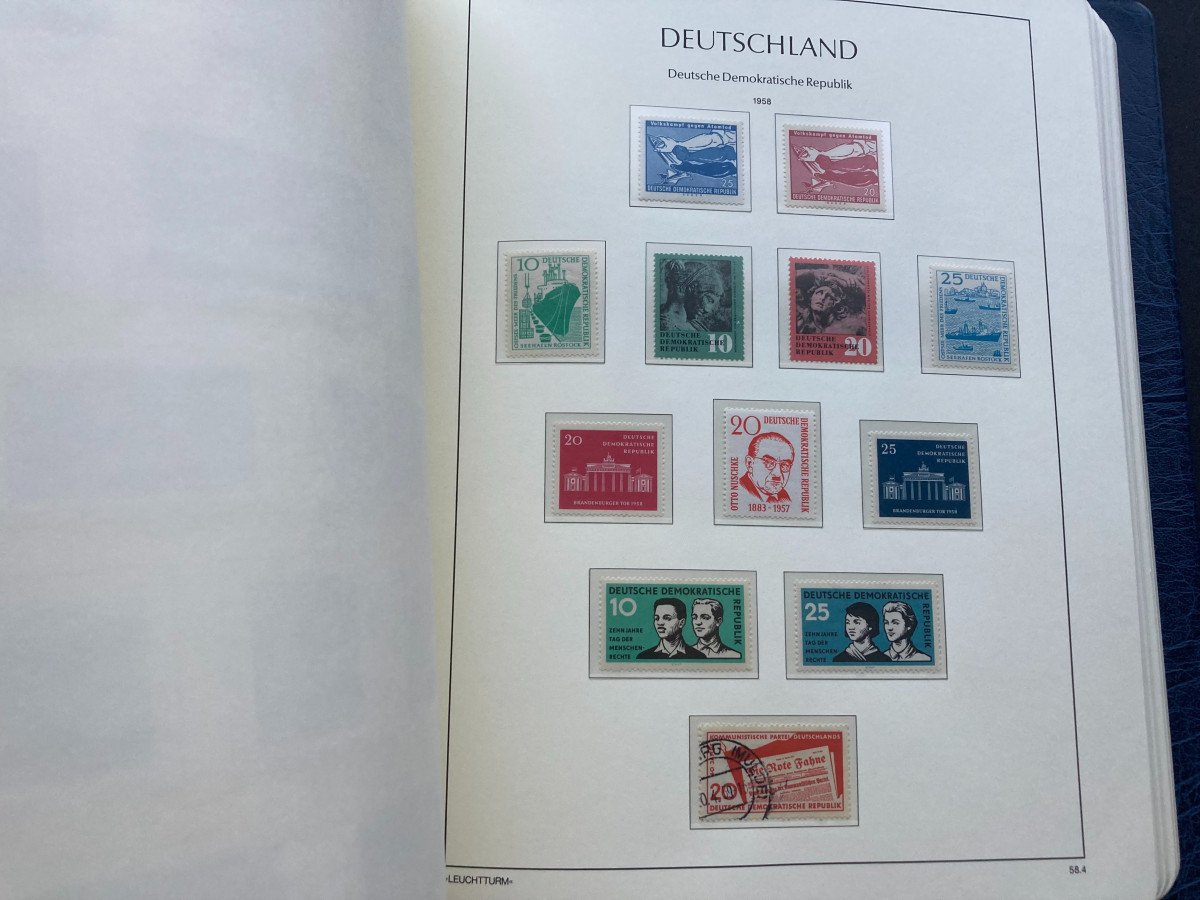 DEUTSCHLAND
Deutsche Demokratische Republik
1958
Volkskampf gegen Atomtod
25
DEUTSCHE DEMOKRATISCHE REPUBLIK
Volkskampf gegen Atomtod
20
DEUTSCHE DEMOKRATISCHE REPUBLIK
10 DEUTSCHE
DEMOKRATISCHE REPUBLIK
SEEHAFEN ROSTOCK
DEUTSCHE
DEMOKRATISCHE
REPUBLIK 10
DEUTSCHE
DEMOKRATISCHE
REPUBLIK 20
25 DEUTSCHE
DEMOKRATISCHE REPUBLIK
SEEHAFEN ROSTOCK
20 DEUTSCHE
DEMOKRATISCHE
REPUBLIK
BRANDENBURGER TOR 1958
20 DEUTSCHE
DEMOKRATISCHE REPUBLIK
OTTO NUSCHKE
1883-1957
25 DEUTSCHE
DEMOKRATISCHE
REPUBLIK
BRANDENBURGER TOR 1958
DEUTSCHE DEMOKRATISCHE
REPUBLIK
10
ZEHN JAHRE
TAG DER
MENSCHEN-
RECHTE
DEUTSCHE DEMOKRATISCHE
REPUBLIK
25
ZEHN JAHRE
TAG DER
MENSCHEN-
RECHTE
KOMMUNISTISCHE PARTEI DEUTSCHLANDS
Die Rote Fahne
20
DEUTSCHE DEMOKRATISCHE REPUBLIK
»LEUCHTTURM«
58.4